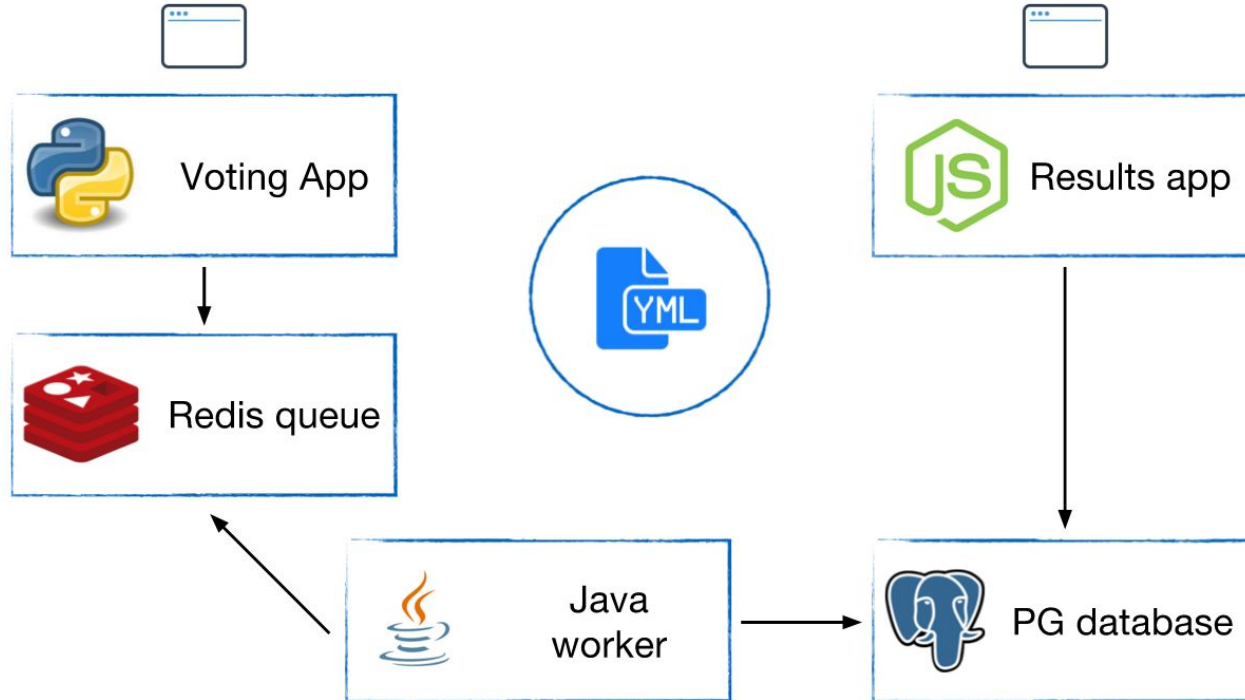 Voting App
JS
Results app
YML
Redis queue
Java
worker
PG database